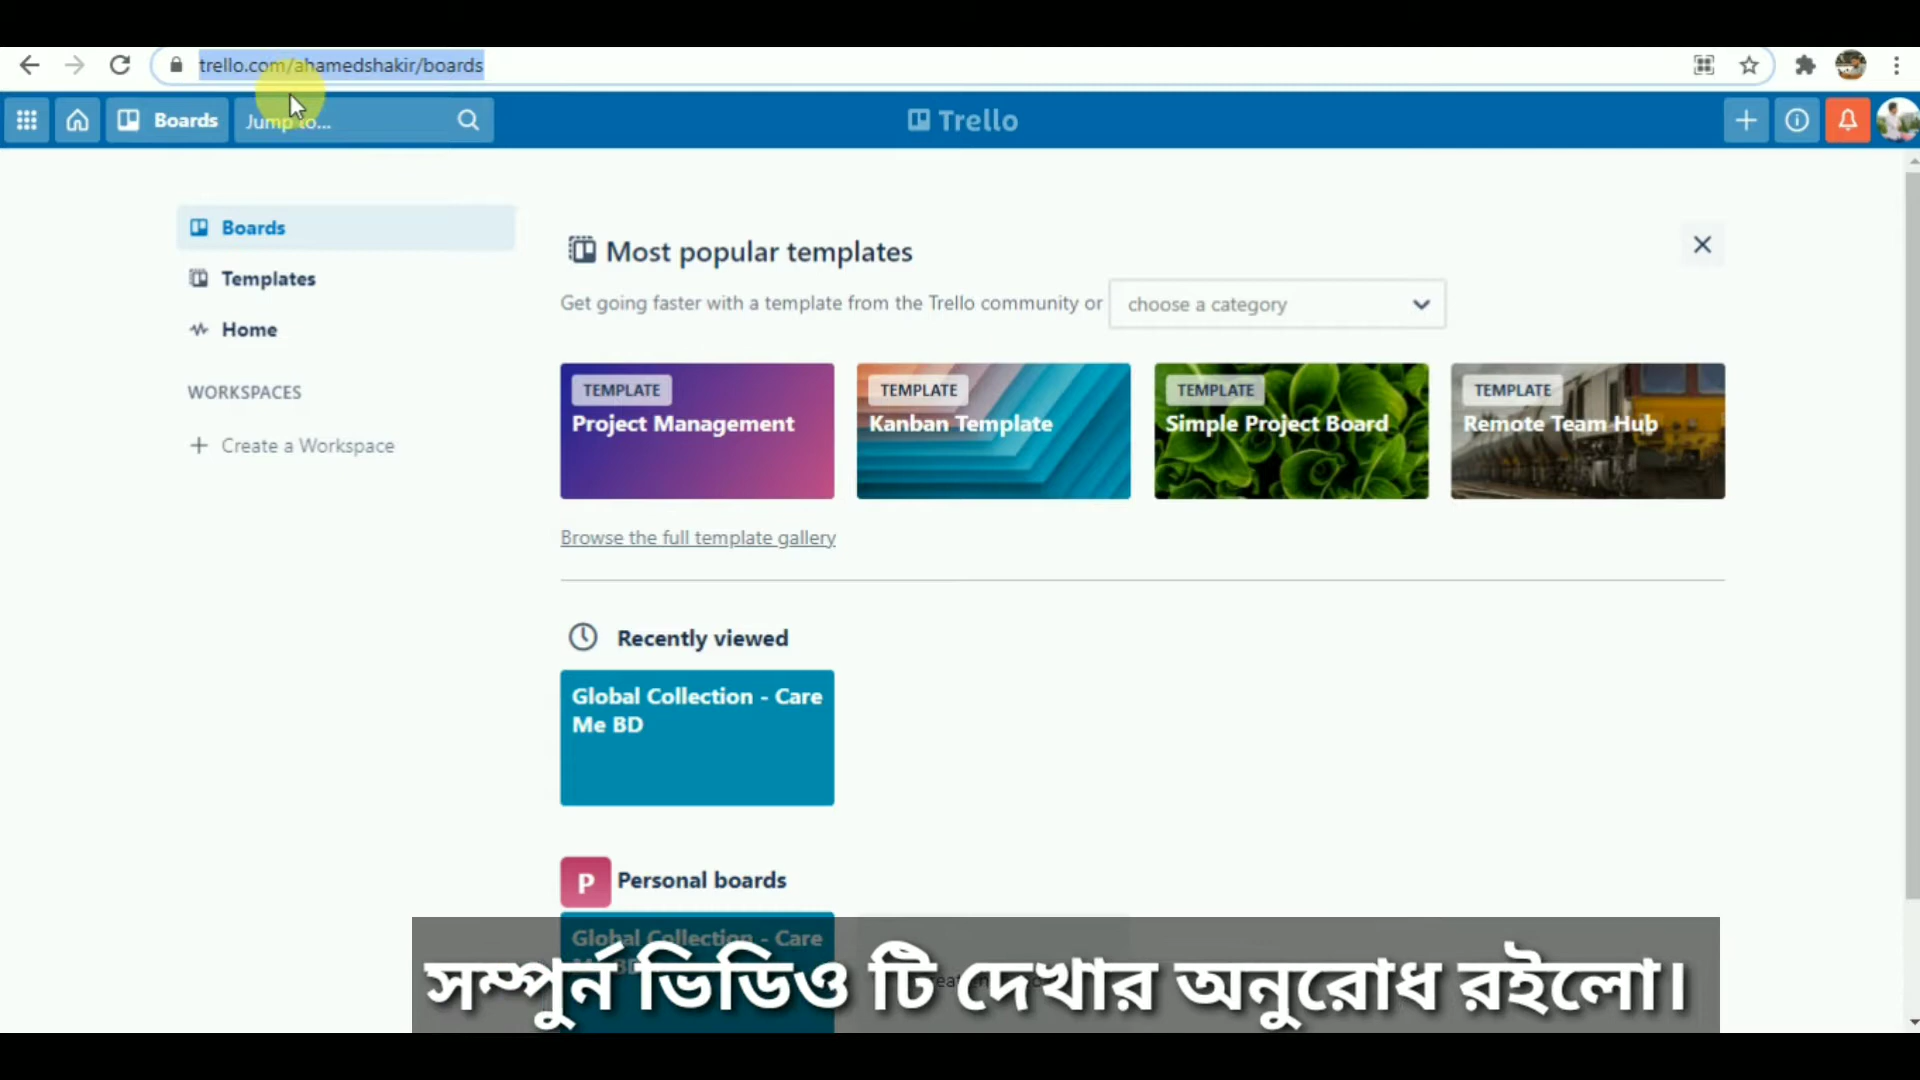 trello.com/ahamedshakir/boards
Boards
Jump to...
Trello
Boards
Templates
Home
WORKSPACES
Create a Workspace
Most popular templates
Get going faster with a template from the Trello community or
choose a category
TEMPLATE
Project Management
TEMPLATE
Kanban Template
TEMPLATE
Simple Project Board
TEMPLATE
Remote Team Hub
Browse the full template gallery
Recently viewed
Global Collection - Care
Me BD
P
Personal boards
Global Collection - Care
সম্পুর্ন ভিডিও টি দেখার অনুরোধ রইলো।